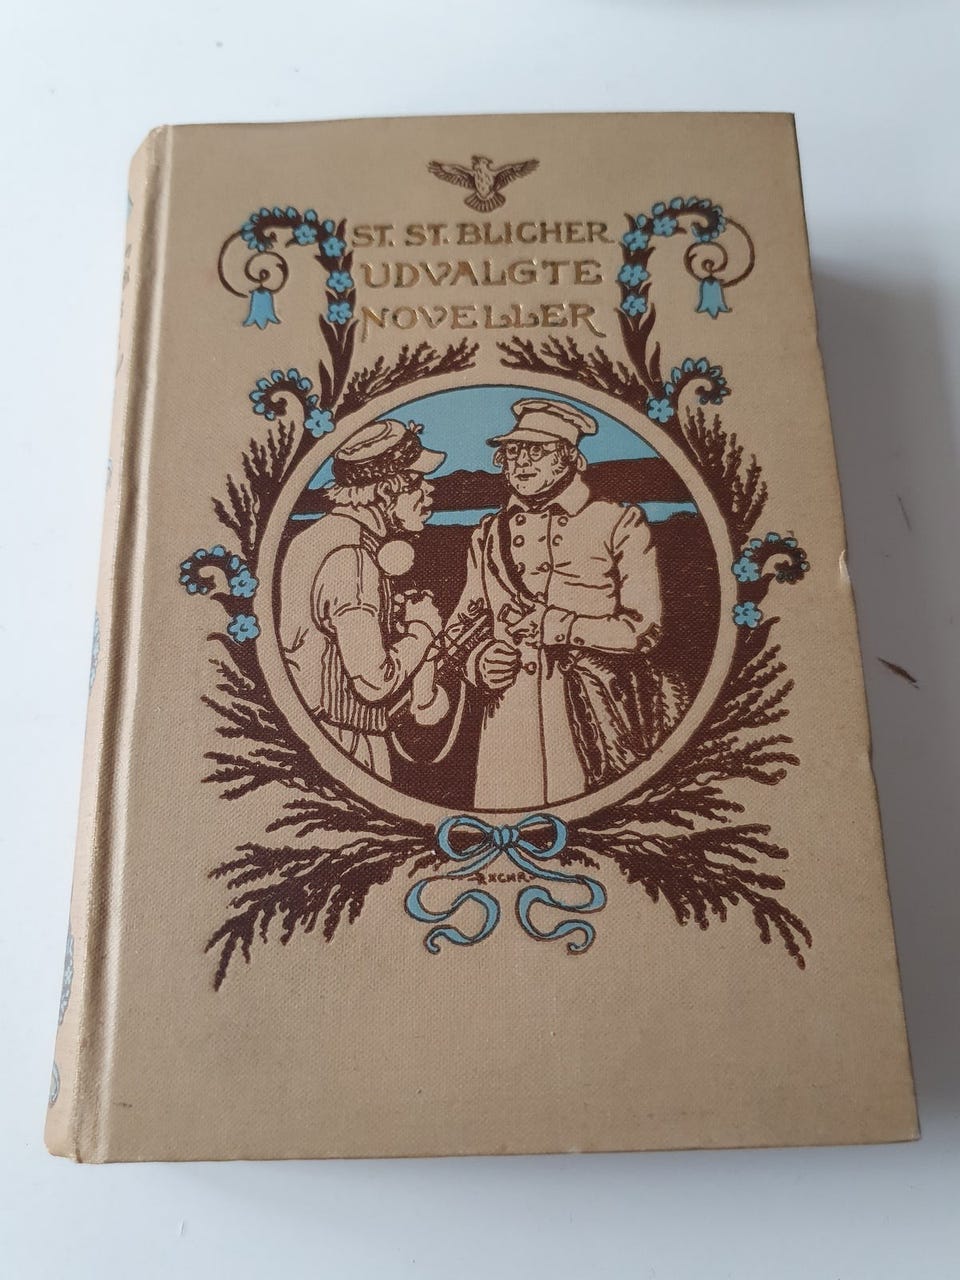 ST. ST. BLICHER
UDVALGTE
NOVELLER